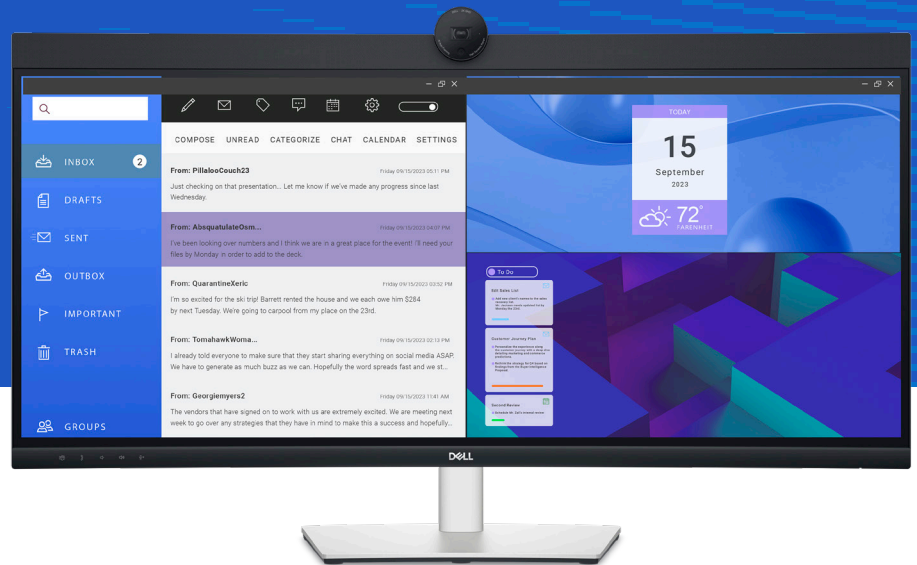 INBOX
2
DRAFTS
SENT
OUTBOX
IMPORTANT
TRASH
GROUPS
COMPOSE UNREAD CATEGORIZE CHAT CALENDAR SETTINGS
From: PillalooCouch23 Friday 09/15/2023 05:11 PM
Just checking on that presentation... Let me know if we've made any progress since last
Wednesday.
From: AbsquatulateOsm... Friday 09/15/2023 04:07 PM
I've been looking over numbers and I think we are in a great place for the event! I'll need your
files by Monday in order to add to the deck.
From: QuarantineXeric Friday 09/15/2023 03:52 PM
I'm so excited for the ski trip! Barrett rented the house and we each owe him $264
by next Tuesday. We're going to carpool from my place on the 23rd.
From: TomahawkWoma... Friday 09/15/2023 02:13 PM
I already told everyone to make sure that they start sharing everything on social media ASAP.
We have to generate as much buzz as we can. Hopefully the word spreads fast and we st...
From: Georgiemyers2 Friday 09/15/2023 11:41 AM
The vendors that have signed on to work with us are extremely excited. We are meeting next
week to go over any strategies that they have in mind to make this a success and hopefully...
TODAY
15
September
2023
72°
FARENHEIT
To Do
Edit Sales List
Customer Journey Plan
Second Review
DELL